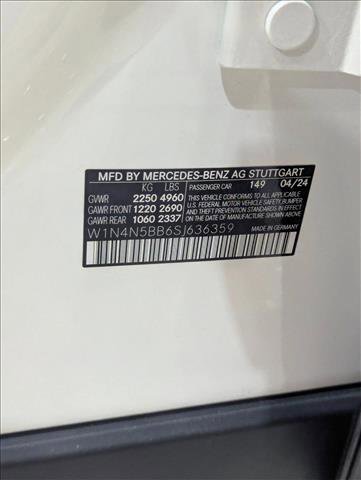 MFD BY MERCEDES-BENZ AG STUTTGART
KG LBS PASSENGER CAR 149 04/24
GVWR 2250 4960 THIS VEHICLE CONFORMS TO ALL APPLICABLE
GAWR FRONT 1220 2690 U.S. FEDERAL MOTOR VEHICLE SAFETY, BUMPER,
GAWR REAR 1060 2337 AND THEFT PREVENTION STANDARDS IN EFFECT ON THE DATE OF MANUFACTURE SHOWN ABOVE.
W1N4N5BB6SJ636359
MADE IN GERMANY